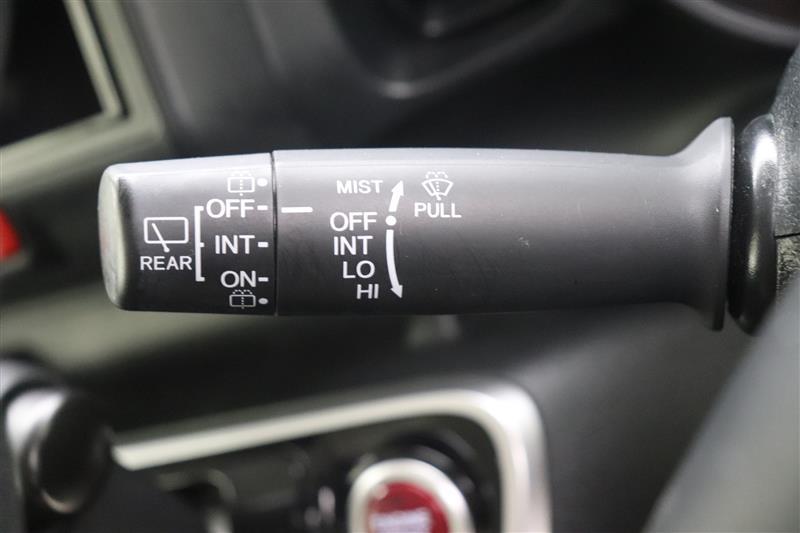 REAR
OFF
INT
ON
MIST
OFF
INT
LO
HI
PULL